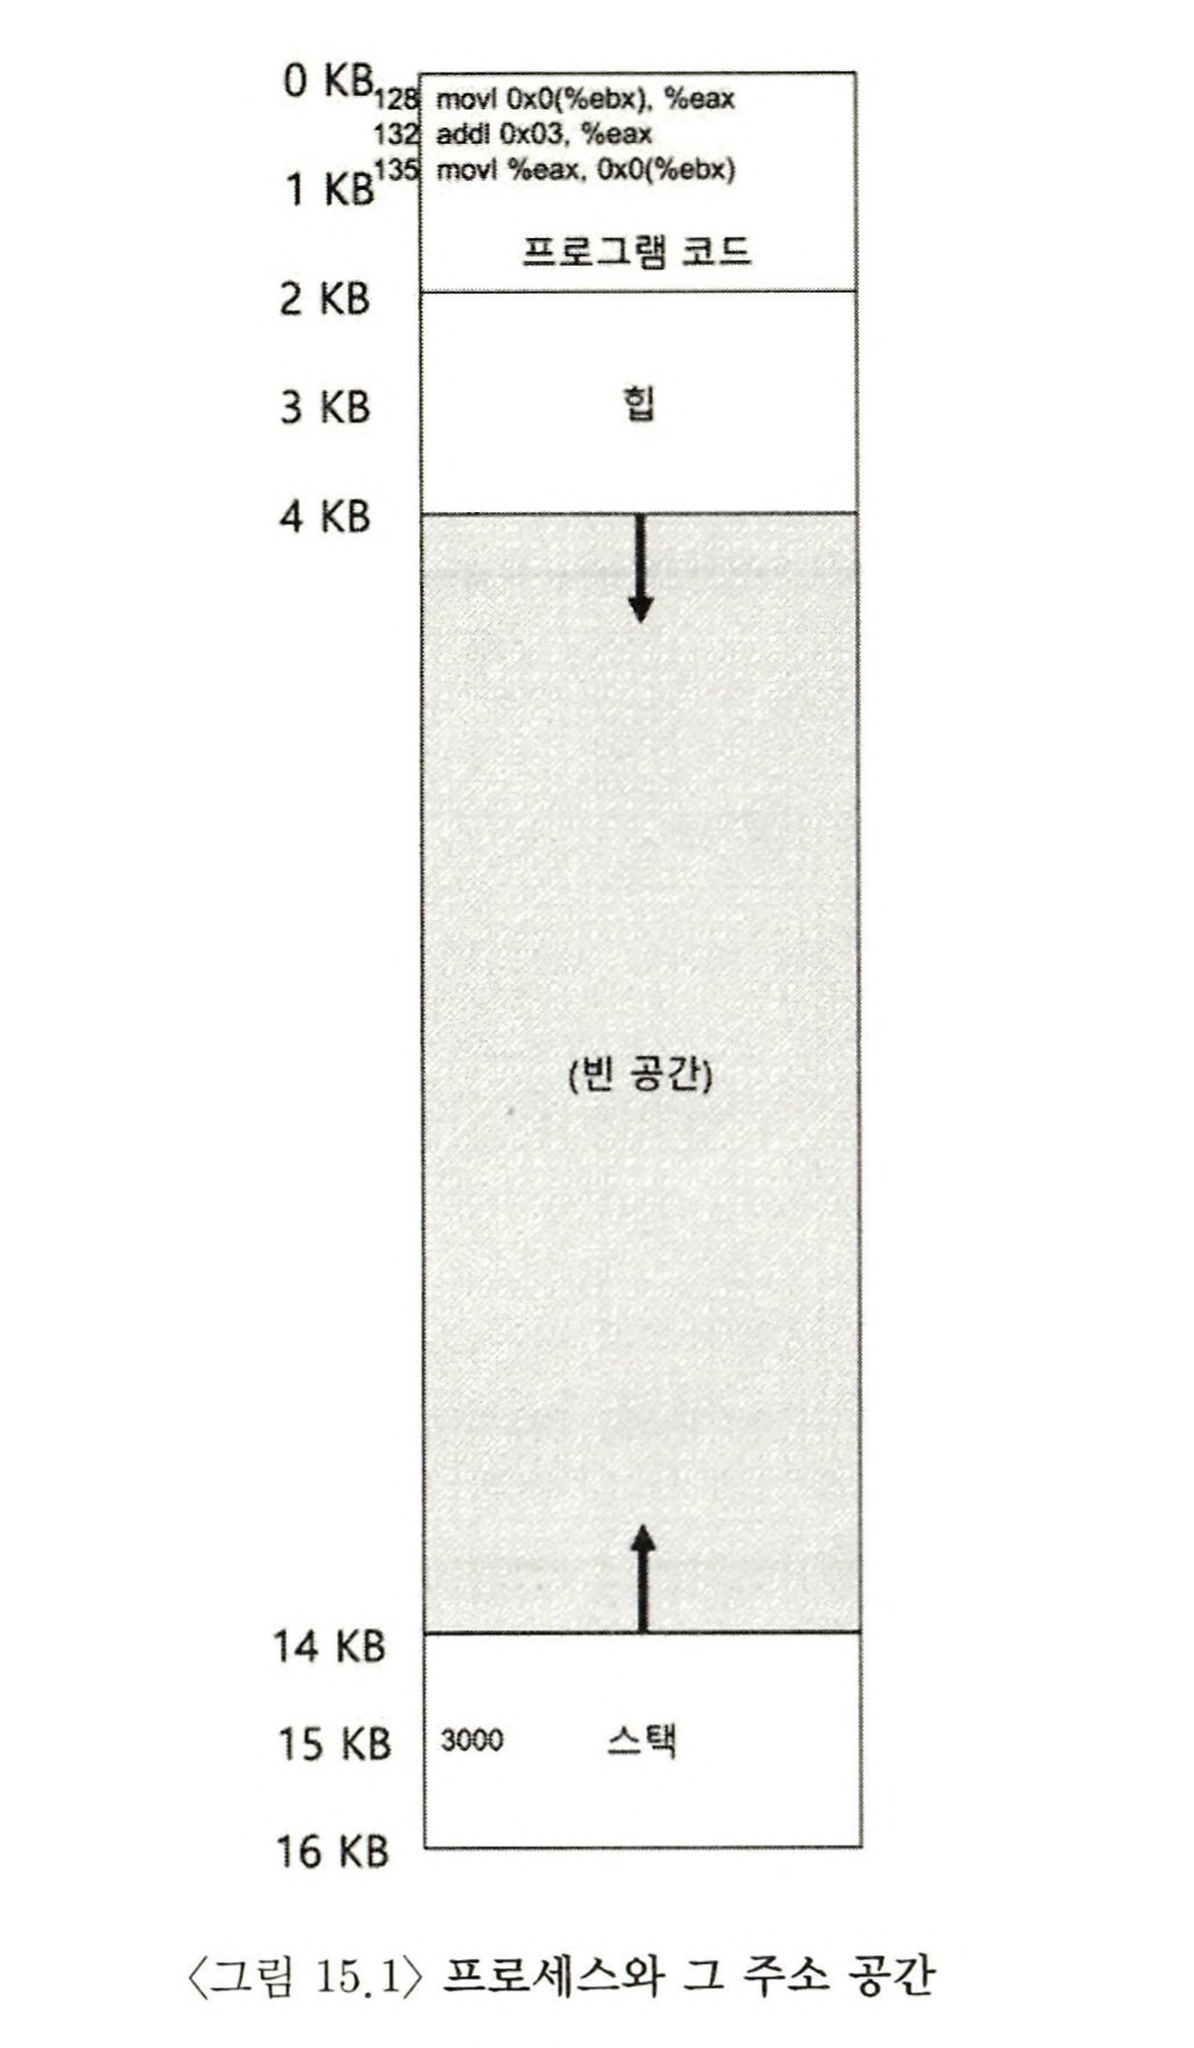 0 KB
128 movl 0x0(%ebx), %eax
132 addl 0x03, %eax
135 movl %eax, 0x0(%ebx)
1 KB
프로그램 코드
2 KB
3 KB 힙
4 KB
(빈 공간)
14 KB
15 KB 3000 스택
16 KB
<그림 15.1> 프로세스와 그 주소 공간